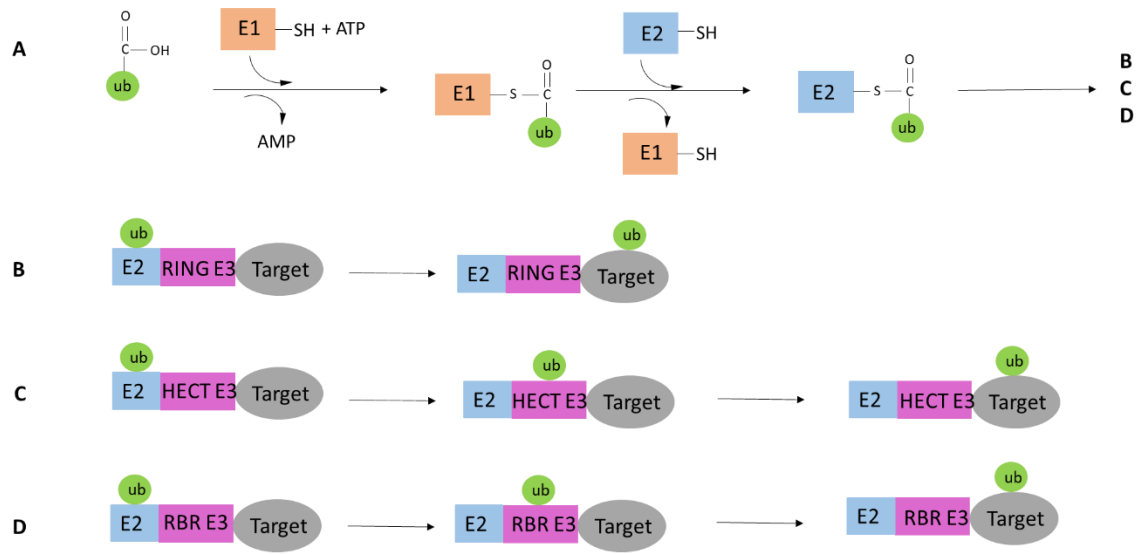 A
O
C
OH
ub
E1
SH + ATP
AMP
E1
S
O
C
ub
E2
SH
E1
SH
E2
S
O
C
ub
B
C
D
B
ub
E2
RING E3
Target
ub
E2
RING E3
Target
C
ub
E2
HECT E3
Target
ub
E2
HECT E3
Target
ub
E2
HECT E3
Target
D
ub
E2
RBR E3
Target
ub
E2
RBR E3
Target
ub
E2
RBR E3
Target